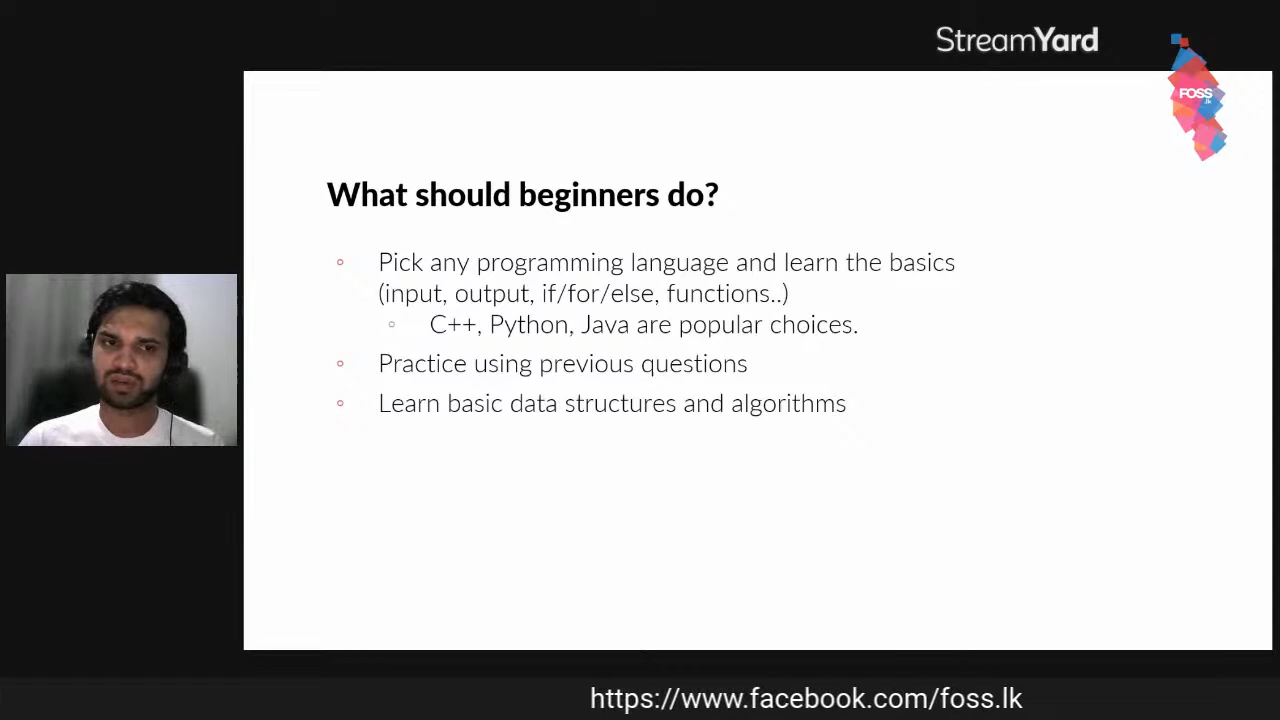 StreamYard
FOSS
.lk
What should beginners do?
Pick any programming language and learn the basics
(input, output, if/for/else, functions..)
C++, Python, Java are popular choices.
Practice using previous questions
Learn basic data structures and algorithms
https://www.facebook.com/foss.lk